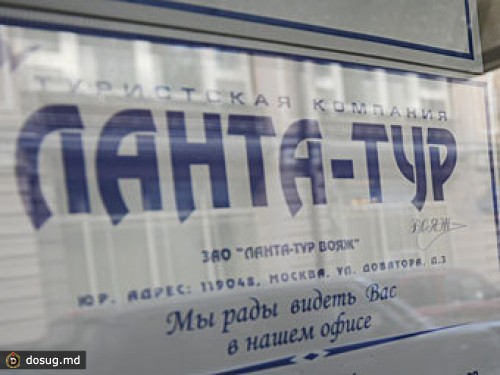 ТУРИСТСКАЯ КОМПАНИЯ
ЛАНТА-ТУР
ВОЯЖ
ЗАО "ЛАНТА-ТУР ВОЯЖ"
ЮР. АДРЕС: 119048, МОСКВА, УЛ. ДОВАТОРА, Д.3
Мы рады видеть Вас
в нашем офисе
dosug.md